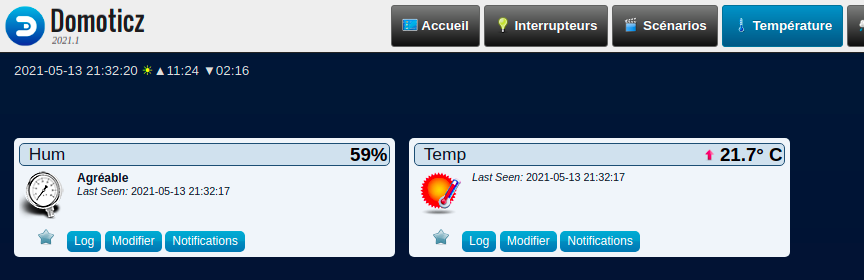 Domoticz
2021.1
Accueil
Interrupteurs
Scénarios
Température
2021-05-13 21:32:20 ☀▲11:24 ▼02:16
Hum 59%
Agréable
Last Seen: 2021-05-13 21:32:17
Log Modifier Notifications
Temp 21.7° C
Last Seen: 2021-05-13 21:32:17
Log Modifier Notifications